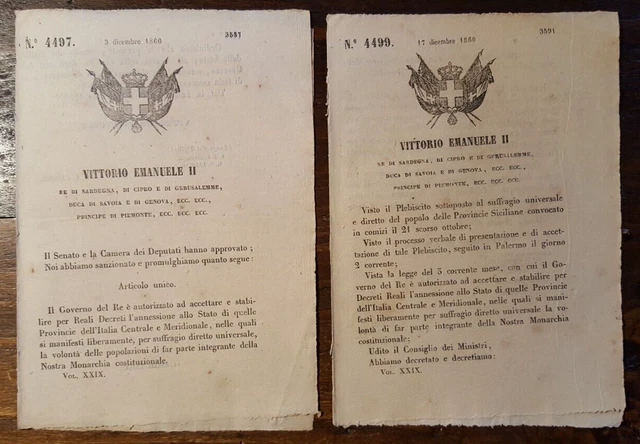 N.° 4497.
3 dicembre 1860
VITTORIO EMANUELE II
RE DI SARDEGNA, DI CIPRO E DI GERUSALEMME,
DUCA DI SAVOIA E DI GENOVA, ECC. ECC.,
PRINCIPE DI PIEMONTE, ECC. ECC. ECC.
Il Senato e la Camera dei Deputati hanno approvato;
Noi abbiamo sanzionato e promulghiamo quanto segue:
Articolo unico.
Il Governo del Re è autorizzato ad accettare e stabi-
lire per Reali Decreti l'annessione allo Stato di quelle
Provincie dell'Italia Centrale e Meridionale, nelle quali
si manifesti liberamente, per suffragio diretto universale,
la volontà delle popolazioni di far parte integrante della
Nostra Monarchia costituzionale.
VOL. XXIX.
N.° 4499.
17 dicembre 1860
3591
VITTORIO EMANUELE II
RE DI SARDEGNA, DI CIPRO E DI GERUSALEMME,
DUCA DI SAVOIA E DI GENOVA, ECC. ECC.,
PRINCIPE DI PIEMONTE, ECC. ECC. ECC.
Visto il Plebiscito sottoposto al suffragio universale
e diretto del popolo delle Provincie Siciliane convocato
in comizi il 21 scorso ottobre;
Visto il processo verbale di presentazione e di accet-
tazione di tale Plebiscito, seguito in Palermo il giorno
2 corrente;
Vista la legge del 3 corrente mese, con cui il Go-
verno del Re è autorizzato ad accettare e stabilire per
Decreti Reali l'annessione allo Stato di quelle Provincie
dell'Italia Centrale e Meridionale, nelle quali si mani-
festi liberamente per suffragio diretto universale la vo-
lontà di far parte integrante della Nostra Monarchia
costituzionale;
Udito il Consiglio dei Ministri,
Abbiamo decretato e decretiamo:
VOL. XXIX.